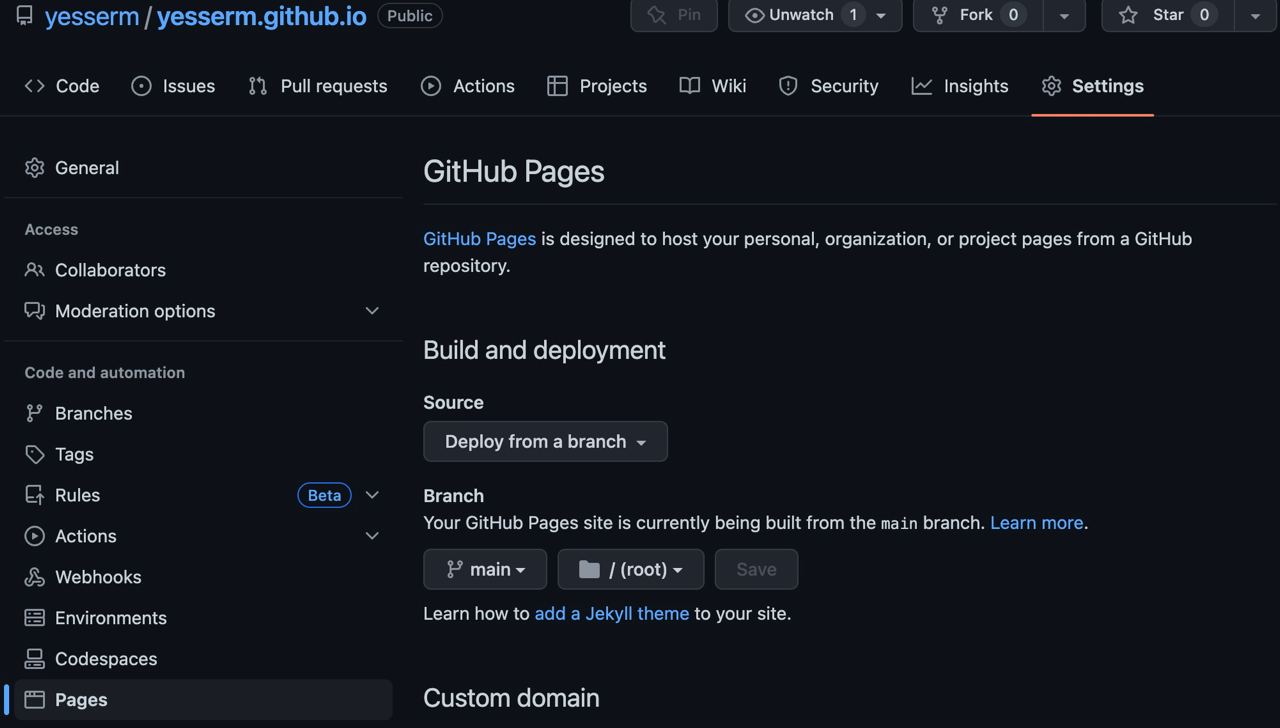 yesserm / yesserm.github.io Public Pin Unwatch 1 Fork 0 Star 0
Code Issues Pull requests Actions Projects Wiki Security Insights Settings
General
Access
Collaborators
Moderation options
Code and automation
Branches
Tags
Rules Beta
Actions
Webhooks
Environments
Codespaces
Pages
GitHub Pages
GitHub Pages is designed to host your personal, organization, or project pages from a GitHub
repository.
Build and deployment
Source
Deploy from a branch
Branch
Your GitHub Pages site is currently being built from the main branch. Learn more.
main / (root) Save
Learn how to add a Jekyll theme to your site.
Custom domain